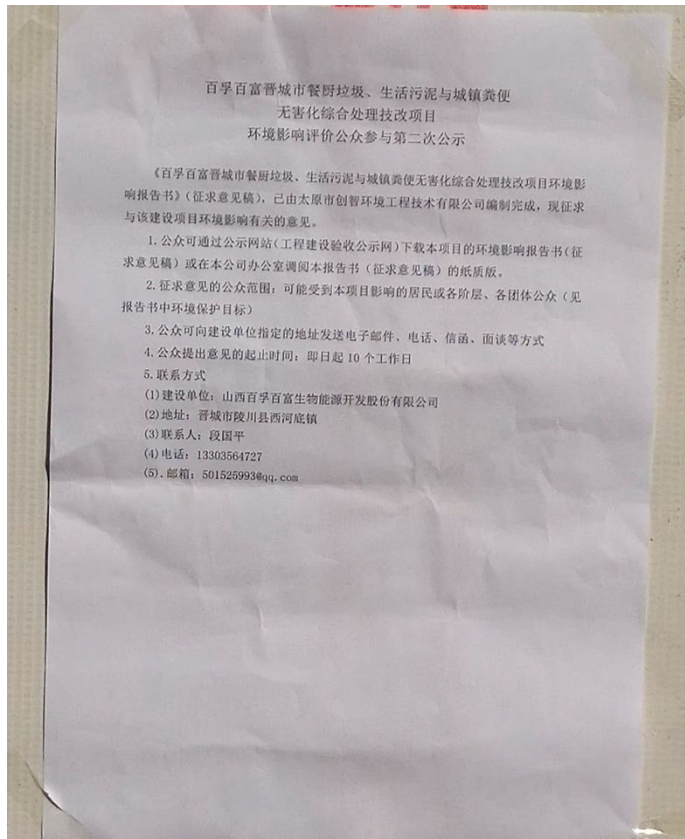 百孚百富晋城市餐厨垃圾、生活污泥与城镇粪便
无害化综合处理技改项目
环境影响评价公众参与第二次公示
《百孚百富晋城市餐厨垃圾、生活污泥与城镇粪便无害化综合处理技改项目环境影
响报告书》（征求意见稿），已由太原市创智环境工程技术有限公司编制完成，现征求
与该建设项目环境影响有关的意见。
1.公众可通过公示网站（工程建设验收公示网）下载本项目的环境影响报告书（征
求意见稿）或在本公司办公室调阅本报告书（征求意见稿）的纸质版。
2.征求意见的公众范围：可能受到本项目影响的居民或各阶层、各团体公众（见
报告书中环境保护目标）
3.公众可向建设单位指定的地址发送电子邮件、电话、信函、面谈等方式
4.公众提出意见的起止时间：即日起 10 个工作日
5.联系方式
(1)建设单位：山西百孚百富生物能源开发股份有限公司
(2)地址：晋城市陵川县西河底镇
(3)联系人：段国平
(4)电话：13303564727
(5).邮箱：501525993@qq.com